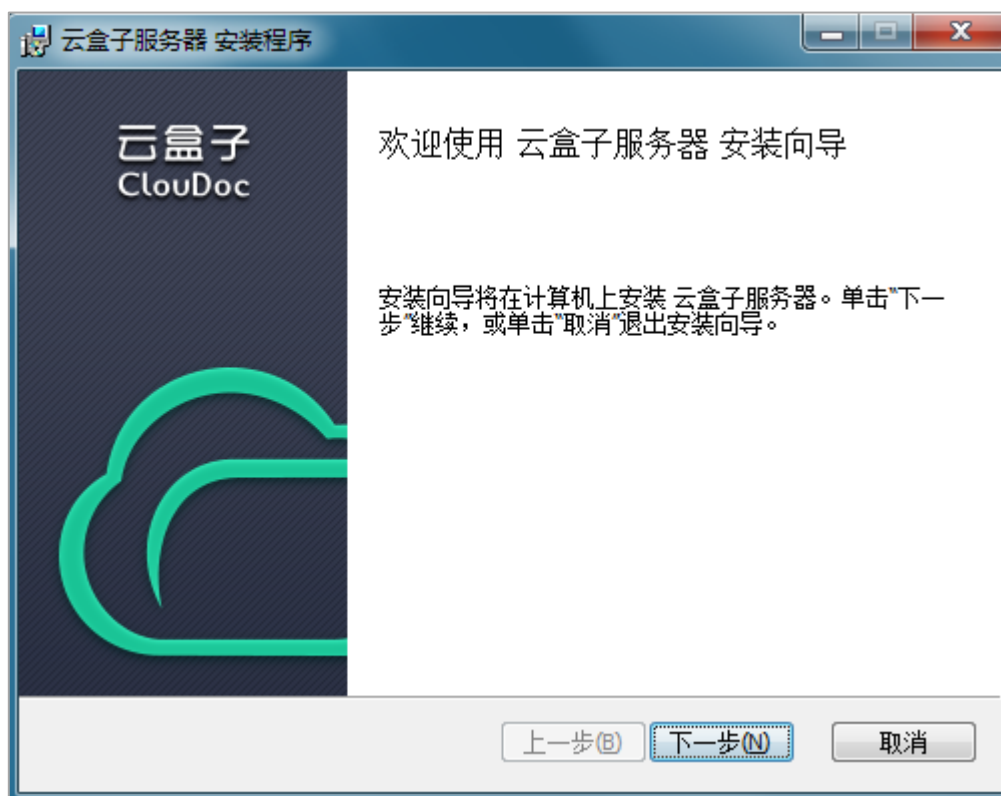 云盒子服务器 安装程序
云盒子
ClouDoc
欢迎使用 云盒子服务器 安装向导
安装向导将在计算机上安装 云盒子服务器。单击"下一
步"继续，或单击"取消"退出安装向导。
上一步(B) 下一步(N) 取消